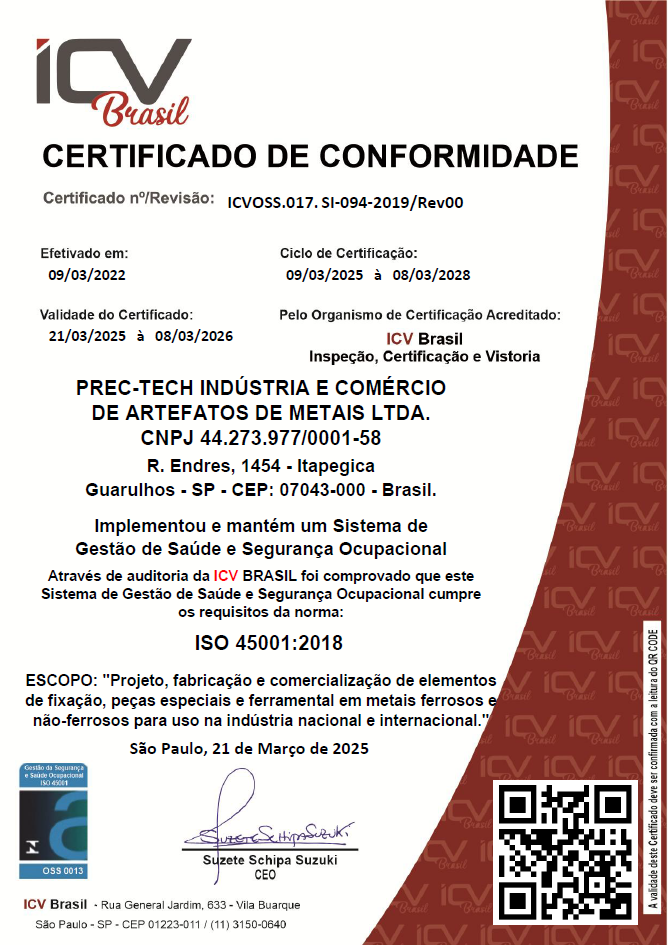 ICV
Brasil
CERTIFICADO DE CONFORMIDADE
Certificado nº/Revisão: ICVOSS.017. SI-094-2019/Rev00
Efetivado em:
09/03/2022
Ciclo de Certificação:
09/03/2025 à 08/03/2028
Validade do Certificado:
21/03/2025 à 08/03/2026
Pelo Organismo de Certificação Acreditado:
ICV Brasil
Inspeção, Certificação e Vistoria
PREC-TECH INDÚSTRIA E COMÉRCIO
DE ARTEFATOS DE METAIS LTDA.
CNPJ 44.273.977/0001-58
R. Endres, 1454 - Itapegica
Guarulhos - SP - CEP: 07043-000 - Brasil.
Implementou e mantém um Sistema de
Gestão de Saúde e Segurança Ocupacional
Através de auditoria da ICV BRASIL foi comprovado que este
Sistema de Gestão de Saúde e Segurança Ocupacional cumpre
os requisitos da norma:
ISO 45001:2018
ESCOPO: "Projeto, fabricação e comercialização de elementos
de fixação, peças especiais e ferramental em metais ferrosos e
não-ferrosos para uso na indústria nacional e internacional."
São Paulo, 21 de Março de 2025
Gestão da Segurança
e Saúde Ocupacional
ISO 45001
OSS 0013
Suzete Schipa Suzuki
Suzete Schipa Suzuki
CEO
A validade deste Certificado deve ser confirmada com a leitura do QR CODE
ICV Brasil - Rua General Jardim, 633 - Vila Buarque
São Paulo - SP - CEP 01223-011 / (11) 3150-0640